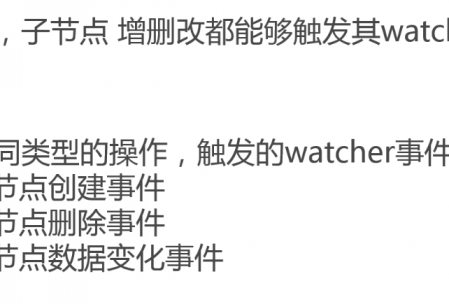 ，子节点 增删改都能够触发其watc
同类型的操作，触发的watcher事件
节点创建事件
节点删除事件
节点数据变化事件